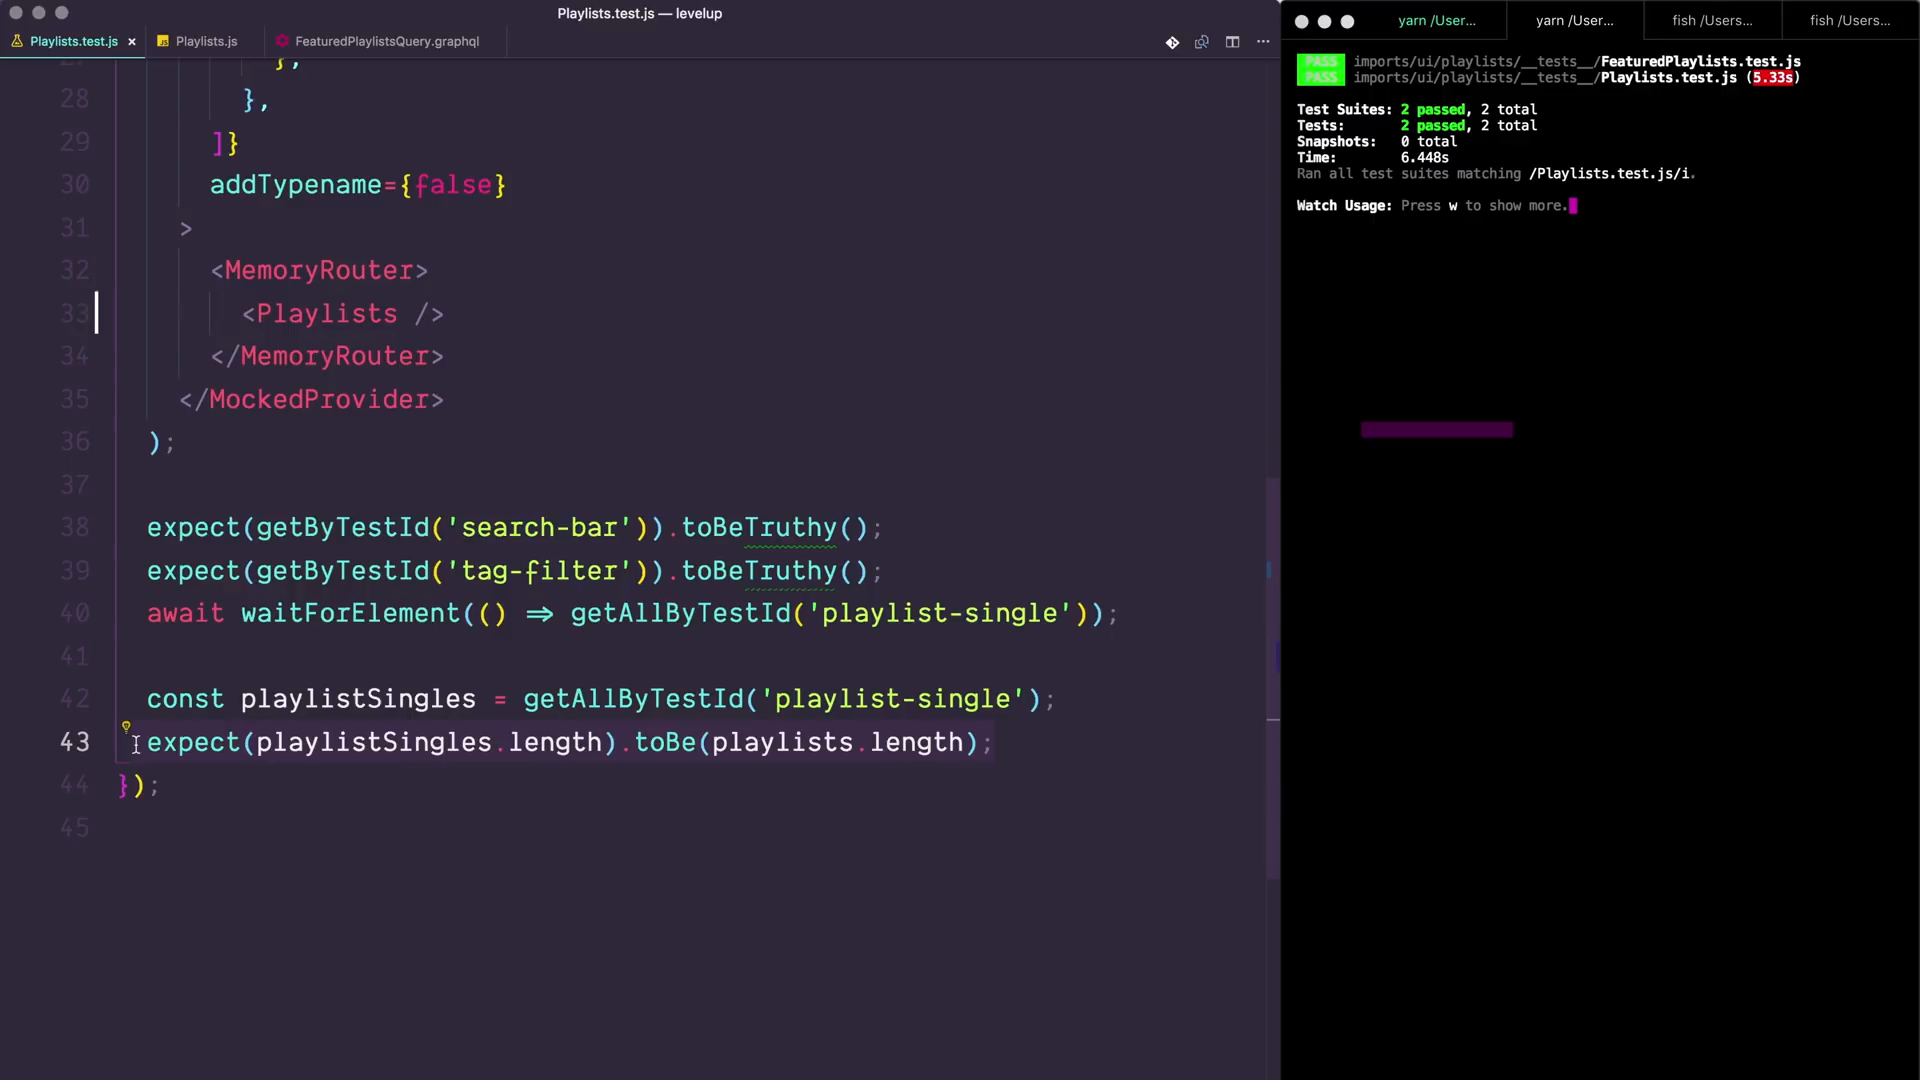 Playlists.test.js — levelup
Playlists.test.js × Playlists.js FeaturedPlaylistsQuery.graphql
},
28 },
29 ]}
30 addTypename={false}
31 >
32 <MemoryRouter>
33 <Playlists />
34 </MemoryRouter>
35 </MockedProvider>
36 );
37
38 expect(getByTestId('search-bar')).toBeTruthy();
39 expect(getByTestId('tag-filter')).toBeTruthy();
40 await waitForElement(() => getAllByTestId('playlist-single'));
41
42 const playlistSingles = getAllByTestId('playlist-single');
43 expect(playlistSingles.length).toBe(playlists.length);
44 });
45
yarn /User... yarn /User... fish /Users... fish /Users...
PASS imports/ui/playlists/__tests__/FeaturedPlaylists.test.js
PASS imports/ui/playlists/__tests__/Playlists.test.js (5.33s)
Test Suites: 2 passed, 2 total
Tests: 2 passed, 2 total
Snapshots: 0 total
Time: 6.448s
Ran all test suites matching /Playlists.test.js/i.
Watch Usage: Press w to show more.